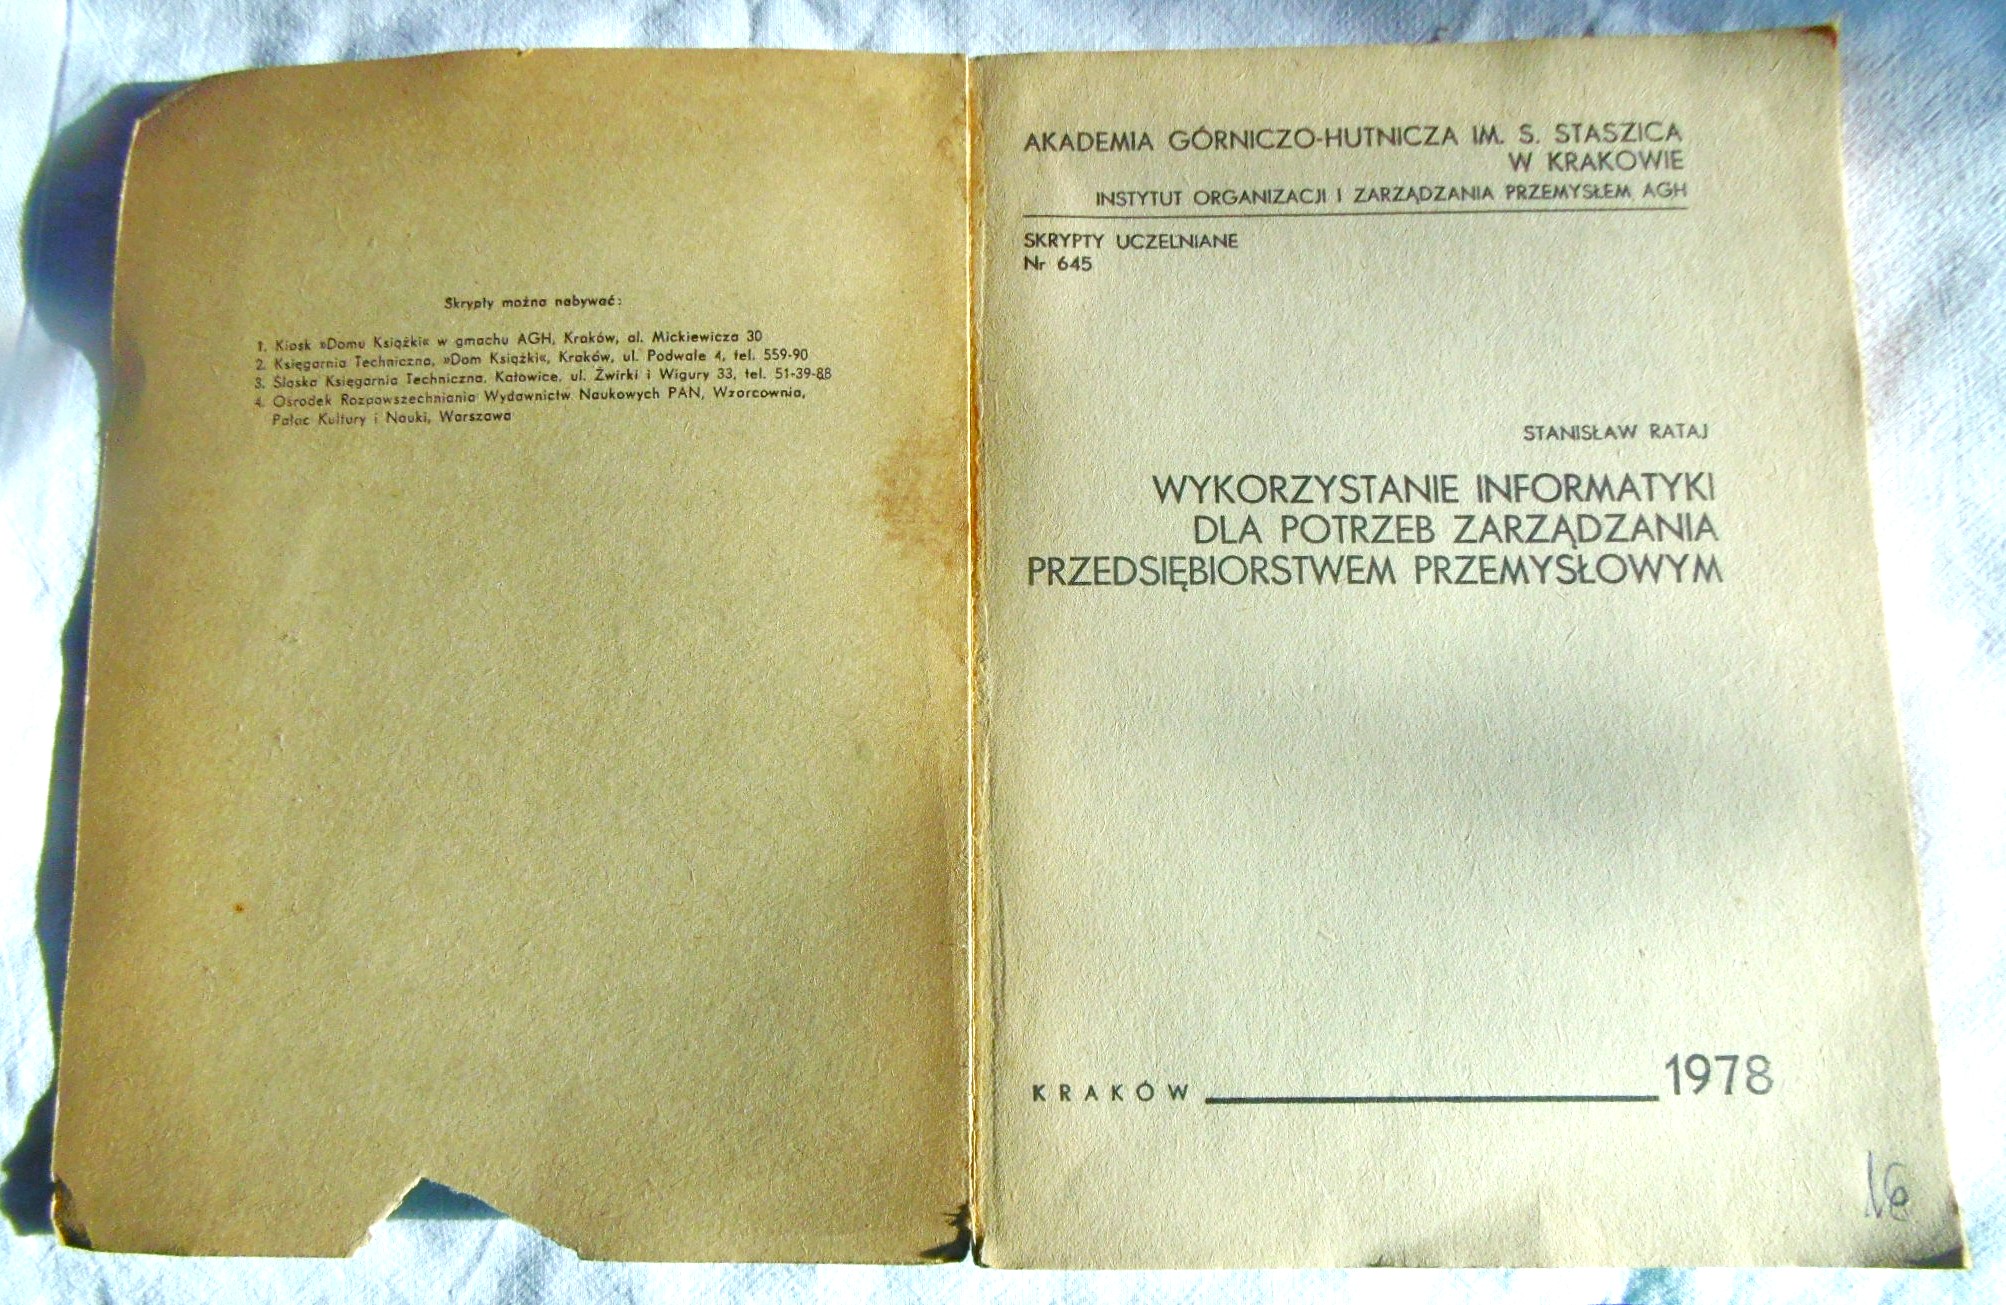 Skrypty można nabywać:
1. Kiosk »Domu Książki« w gmachu AGH, Kraków, al. Mickiewicza 30
2. Księgarnia Techniczna, »Dom Książki«, Kraków, ul. Podwale 4, tel. 559-90
3. Śląska Księgarnia Techniczna, Katowice, ul. Żwirki i Wigury 33, tel. 51-39-88
4. Ośrodek Rozpowszechniania Wydawnictw Naukowych PAN, Wzorcownia,
Pałac Kultury i Nauki, Warszawa
AKADEMIA GÓRNICZO-HUTNICZA IM. S. STASZICA
W KRAKOWIE
INSTYTUT ORGANIZACJI I ZARZĄDZANIA PRZEMYSŁEM AGH
SKRYPTY UCZELNIANE
Nr 645
STANISŁAW RATAJ
WYKORZYSTANIE INFORMATYKI
DLA POTRZEB ZARZĄDZANIA
PRZEDSIĘBIORSTWEM PRZEMYSŁOWYM
KRAKÓW 1978